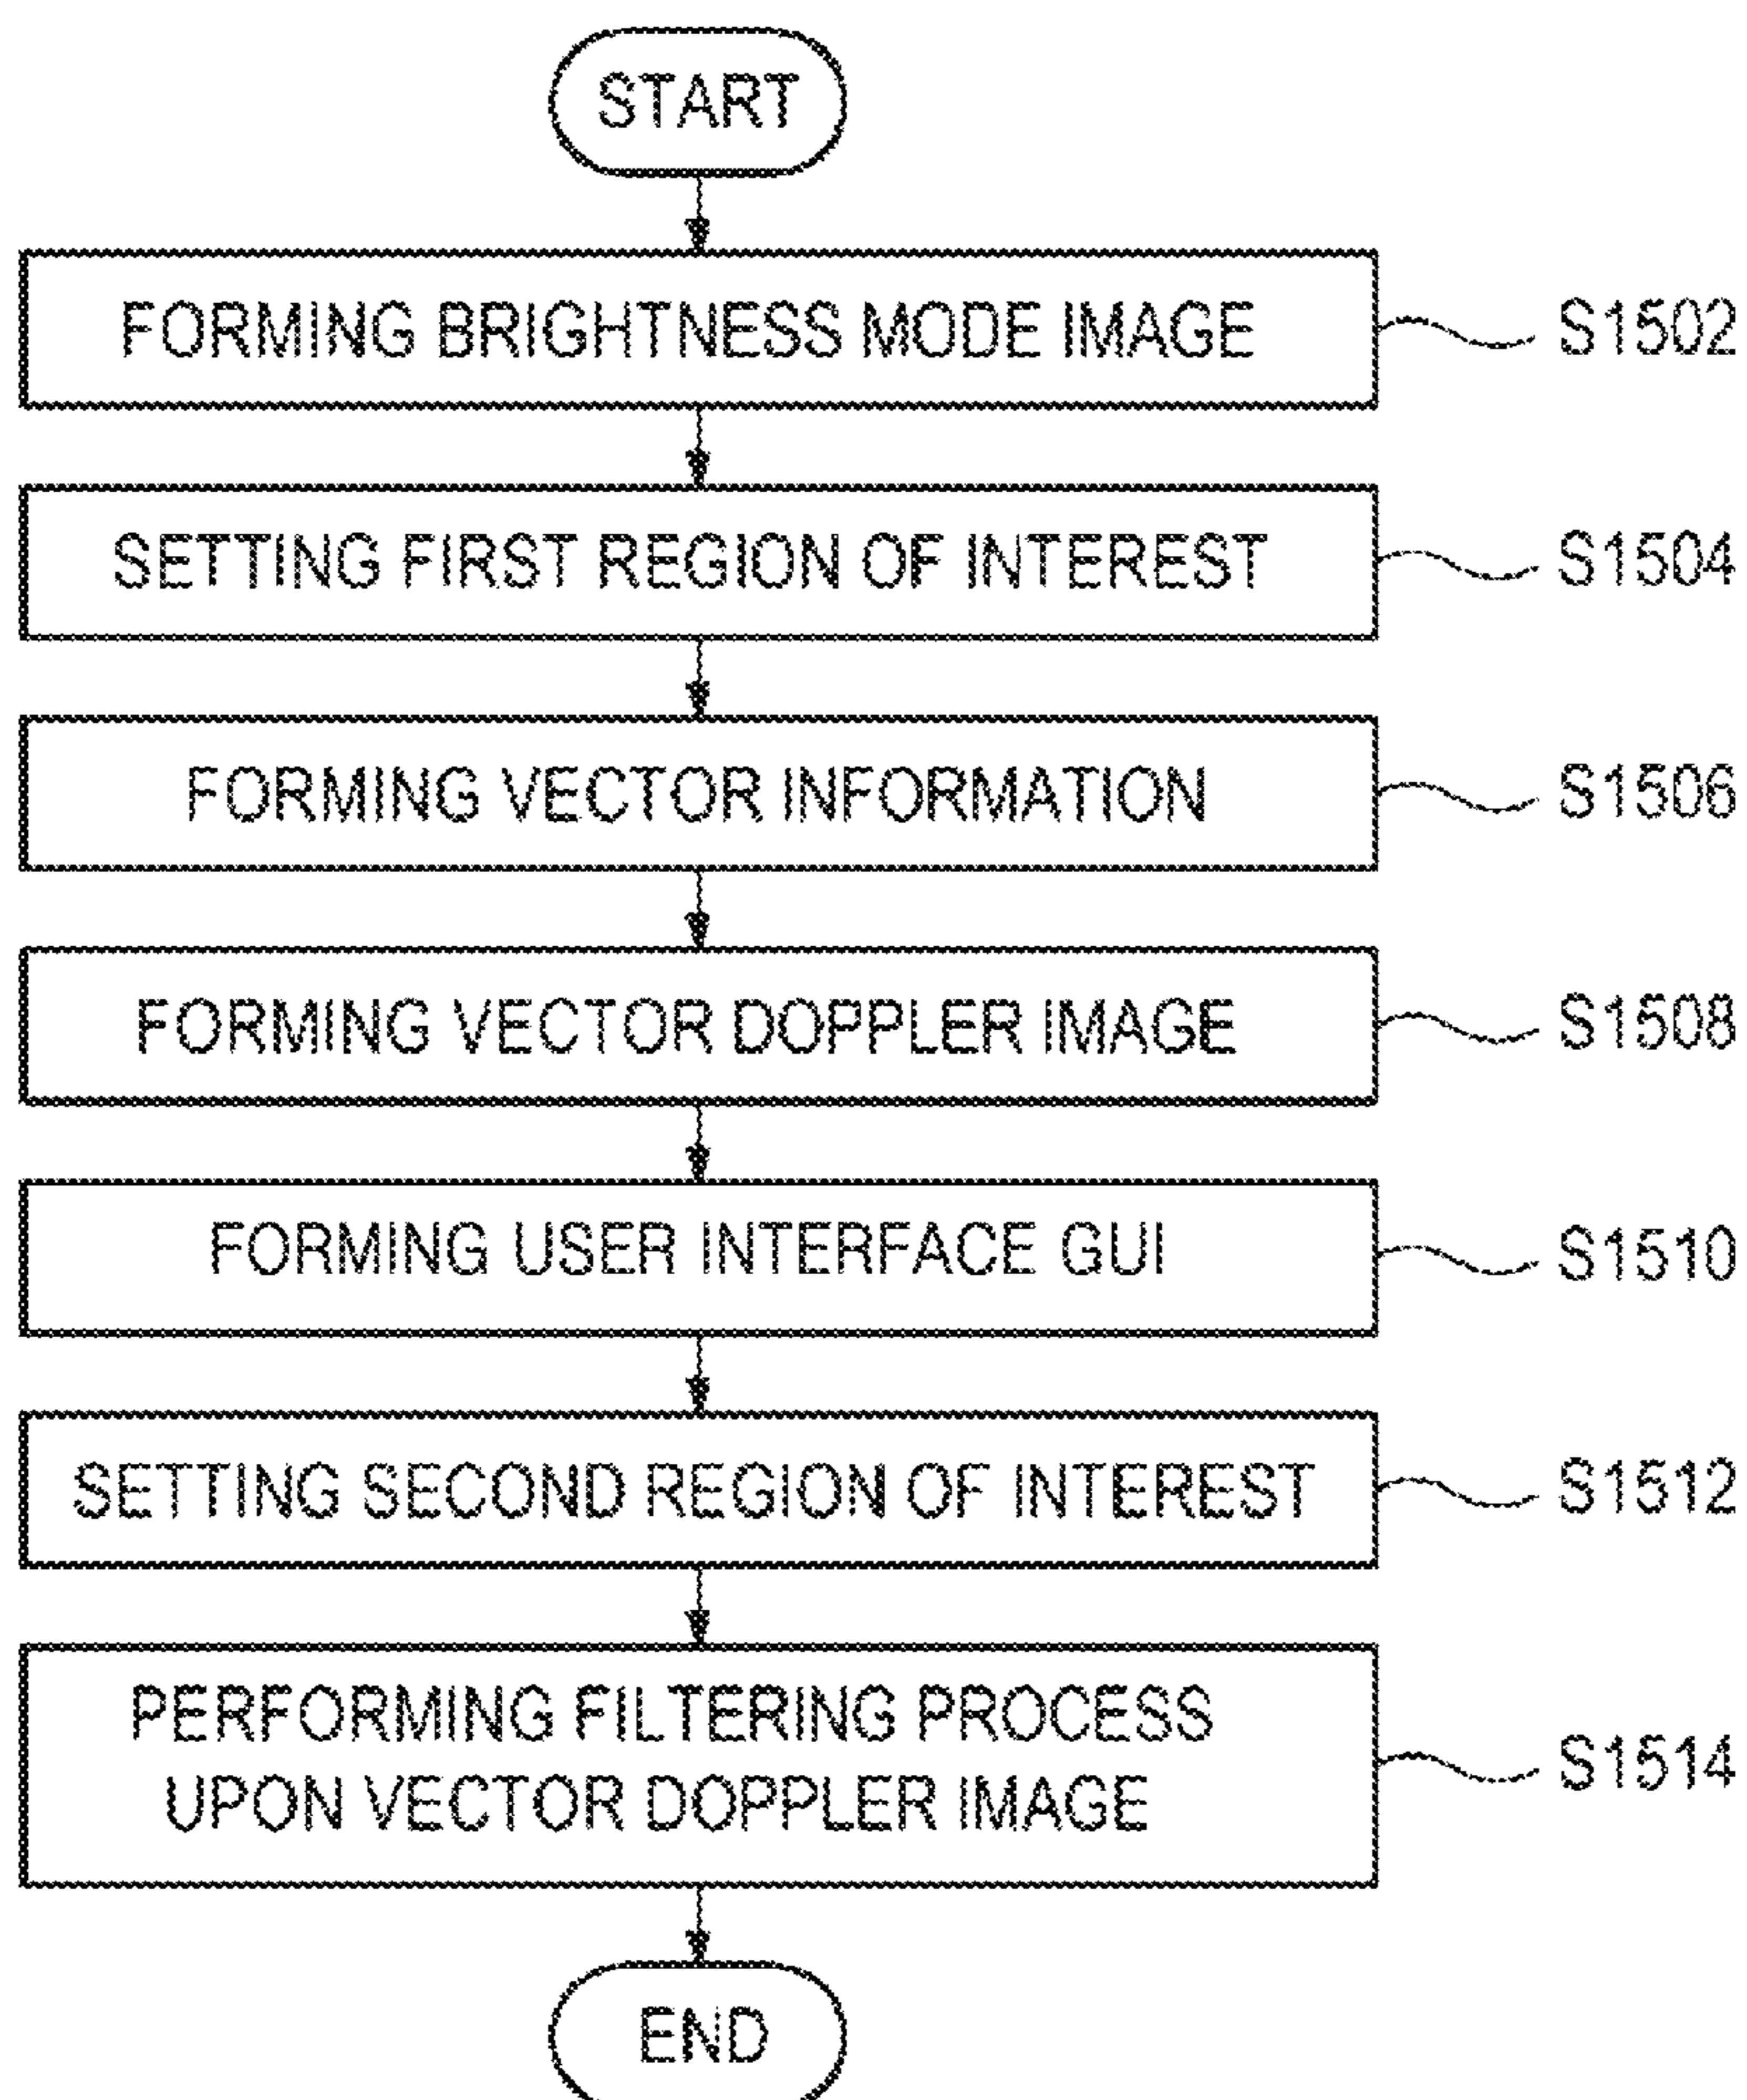 START
FORMING BRIGHTNESS MODE IMAGE
S1502
SETTING FIRST REGION OF INTEREST
S1504
FORMING VECTOR INFORMATION
S1506
FORMING VECTOR DOPPLER IMAGE
S1508
FORMING USER INTERFACE GUI
S1510
SETTING SECOND REGION OF INTEREST
S1512
PERFORMING FILTERING PROCESS
UPON VECTOR DOPPLER IMAGE
S1514
END